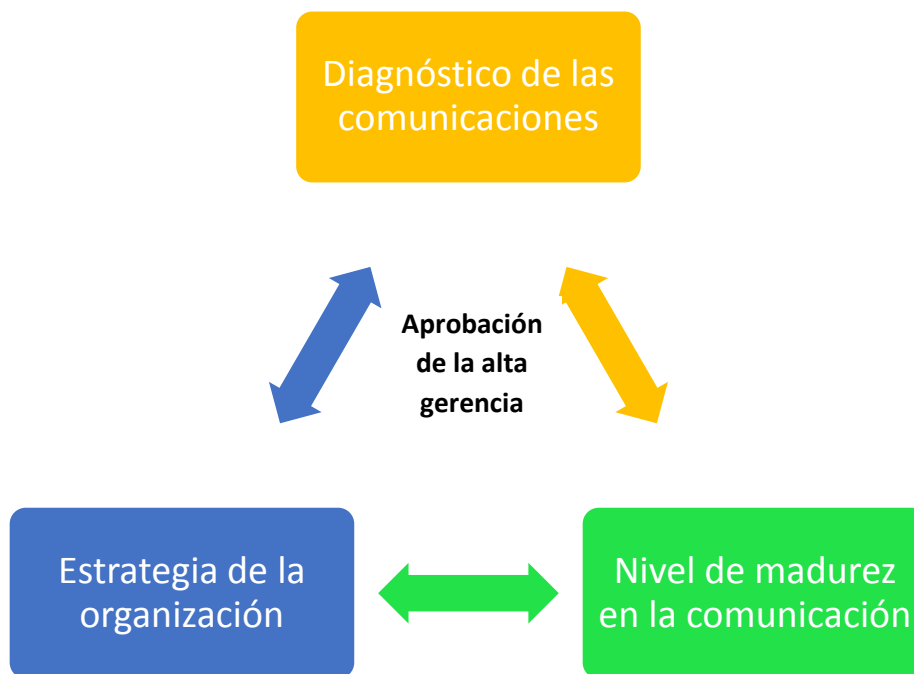 Diagnóstico de las
comunicaciones
Aprobación
de la alta
gerencia
Estrategia de la
organización
Nivel de madurez
en la comunicación